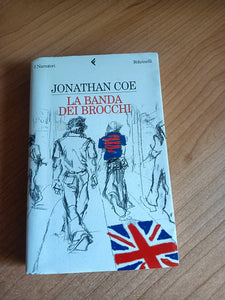 I Narratori
Feltrinelli
JONATHAN COE
LA BANDA
DEI BROCCHI